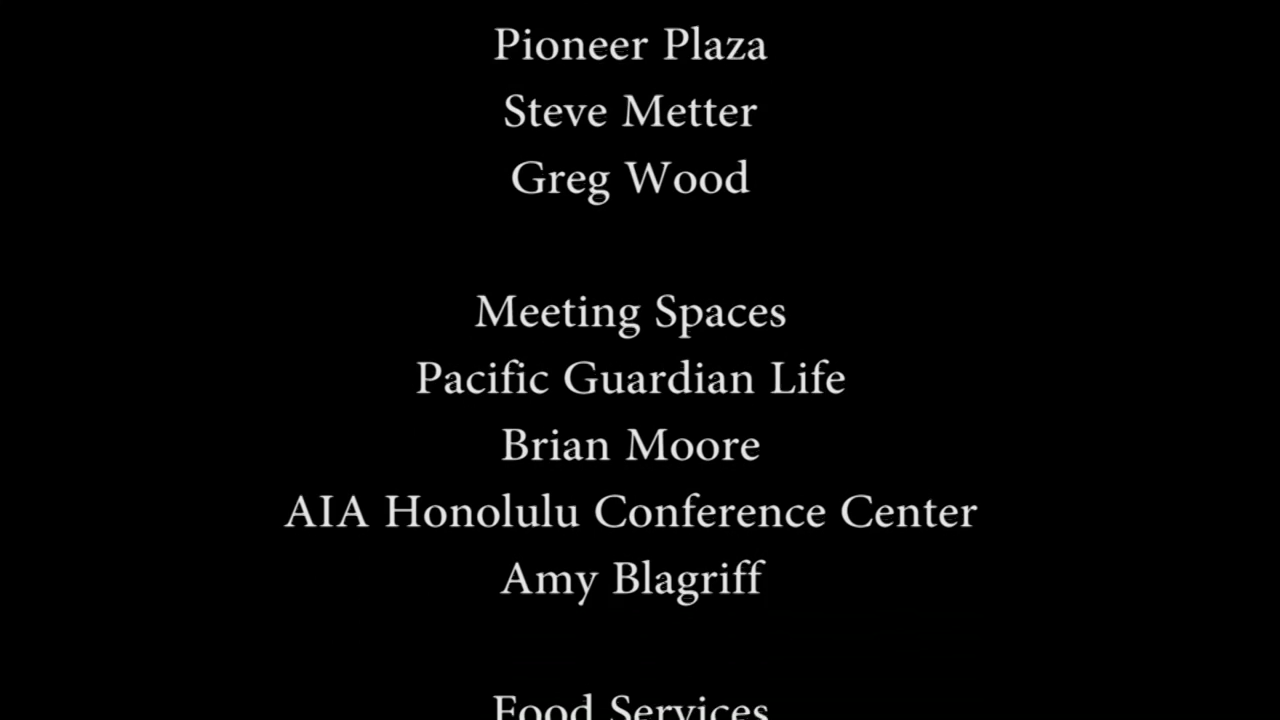 Pioneer Plaza
Steve Metter
Greg Wood
Meeting Spaces
Pacific Guardian Life
Brian Moore
AIA Honolulu Conference Center
Amy Blagriff
Food Services